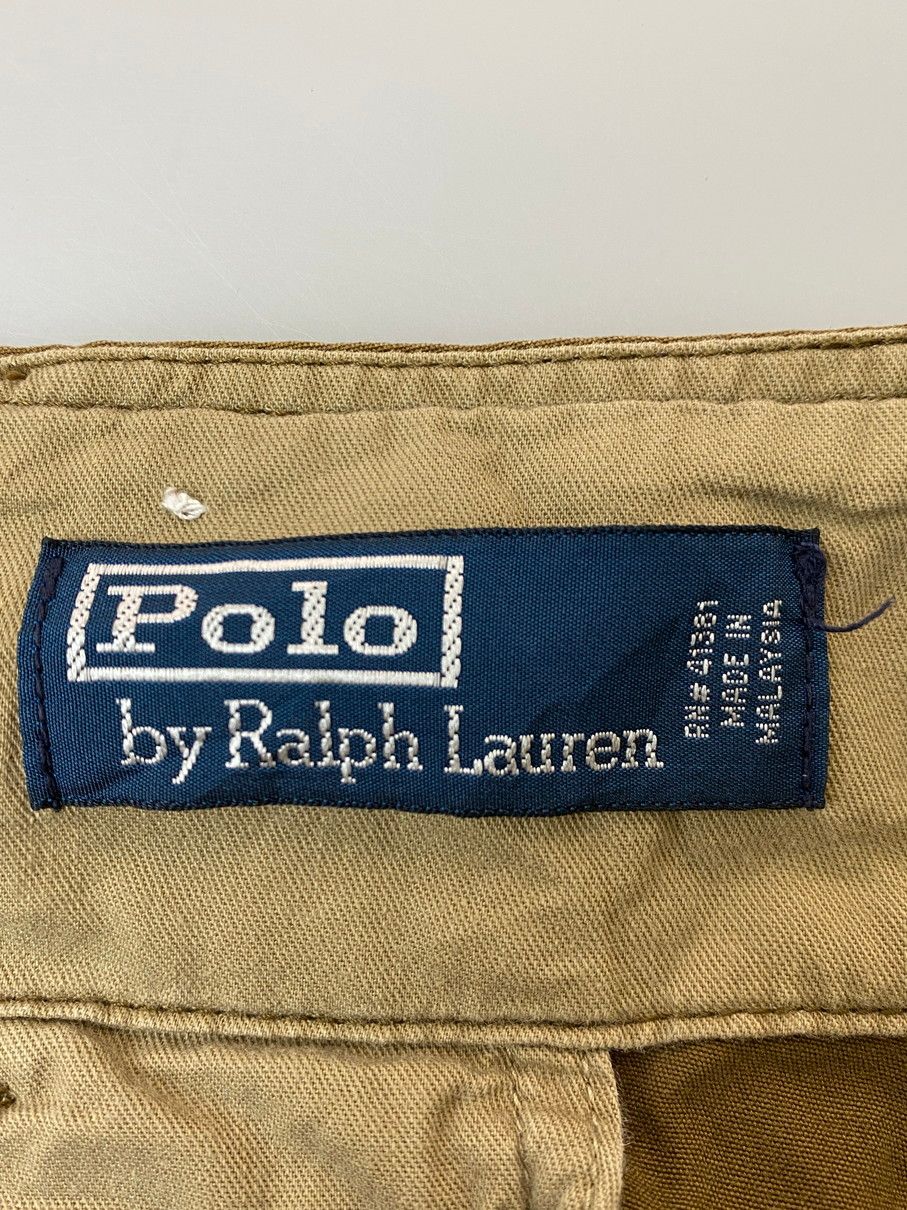 Polo
by Ralph Lauren
RN# 41381
MADE IN
MALAYSIA